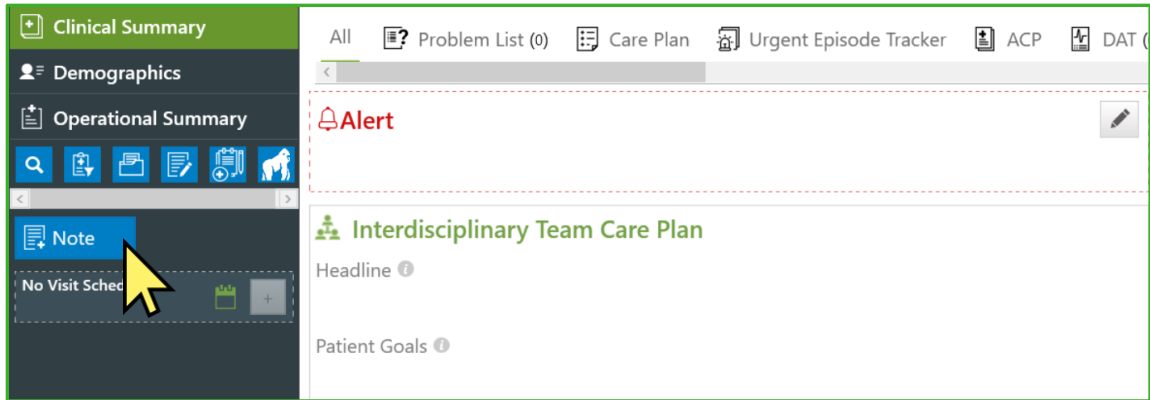 Clinical Summary
Demographics
Operational Summary
Note
No Visit Sched
All Problem List (0) Care Plan Urgent Episode Tracker ACP DAT (
Alert
Interdisciplinary Team Care Plan
Headline
Patient Goals